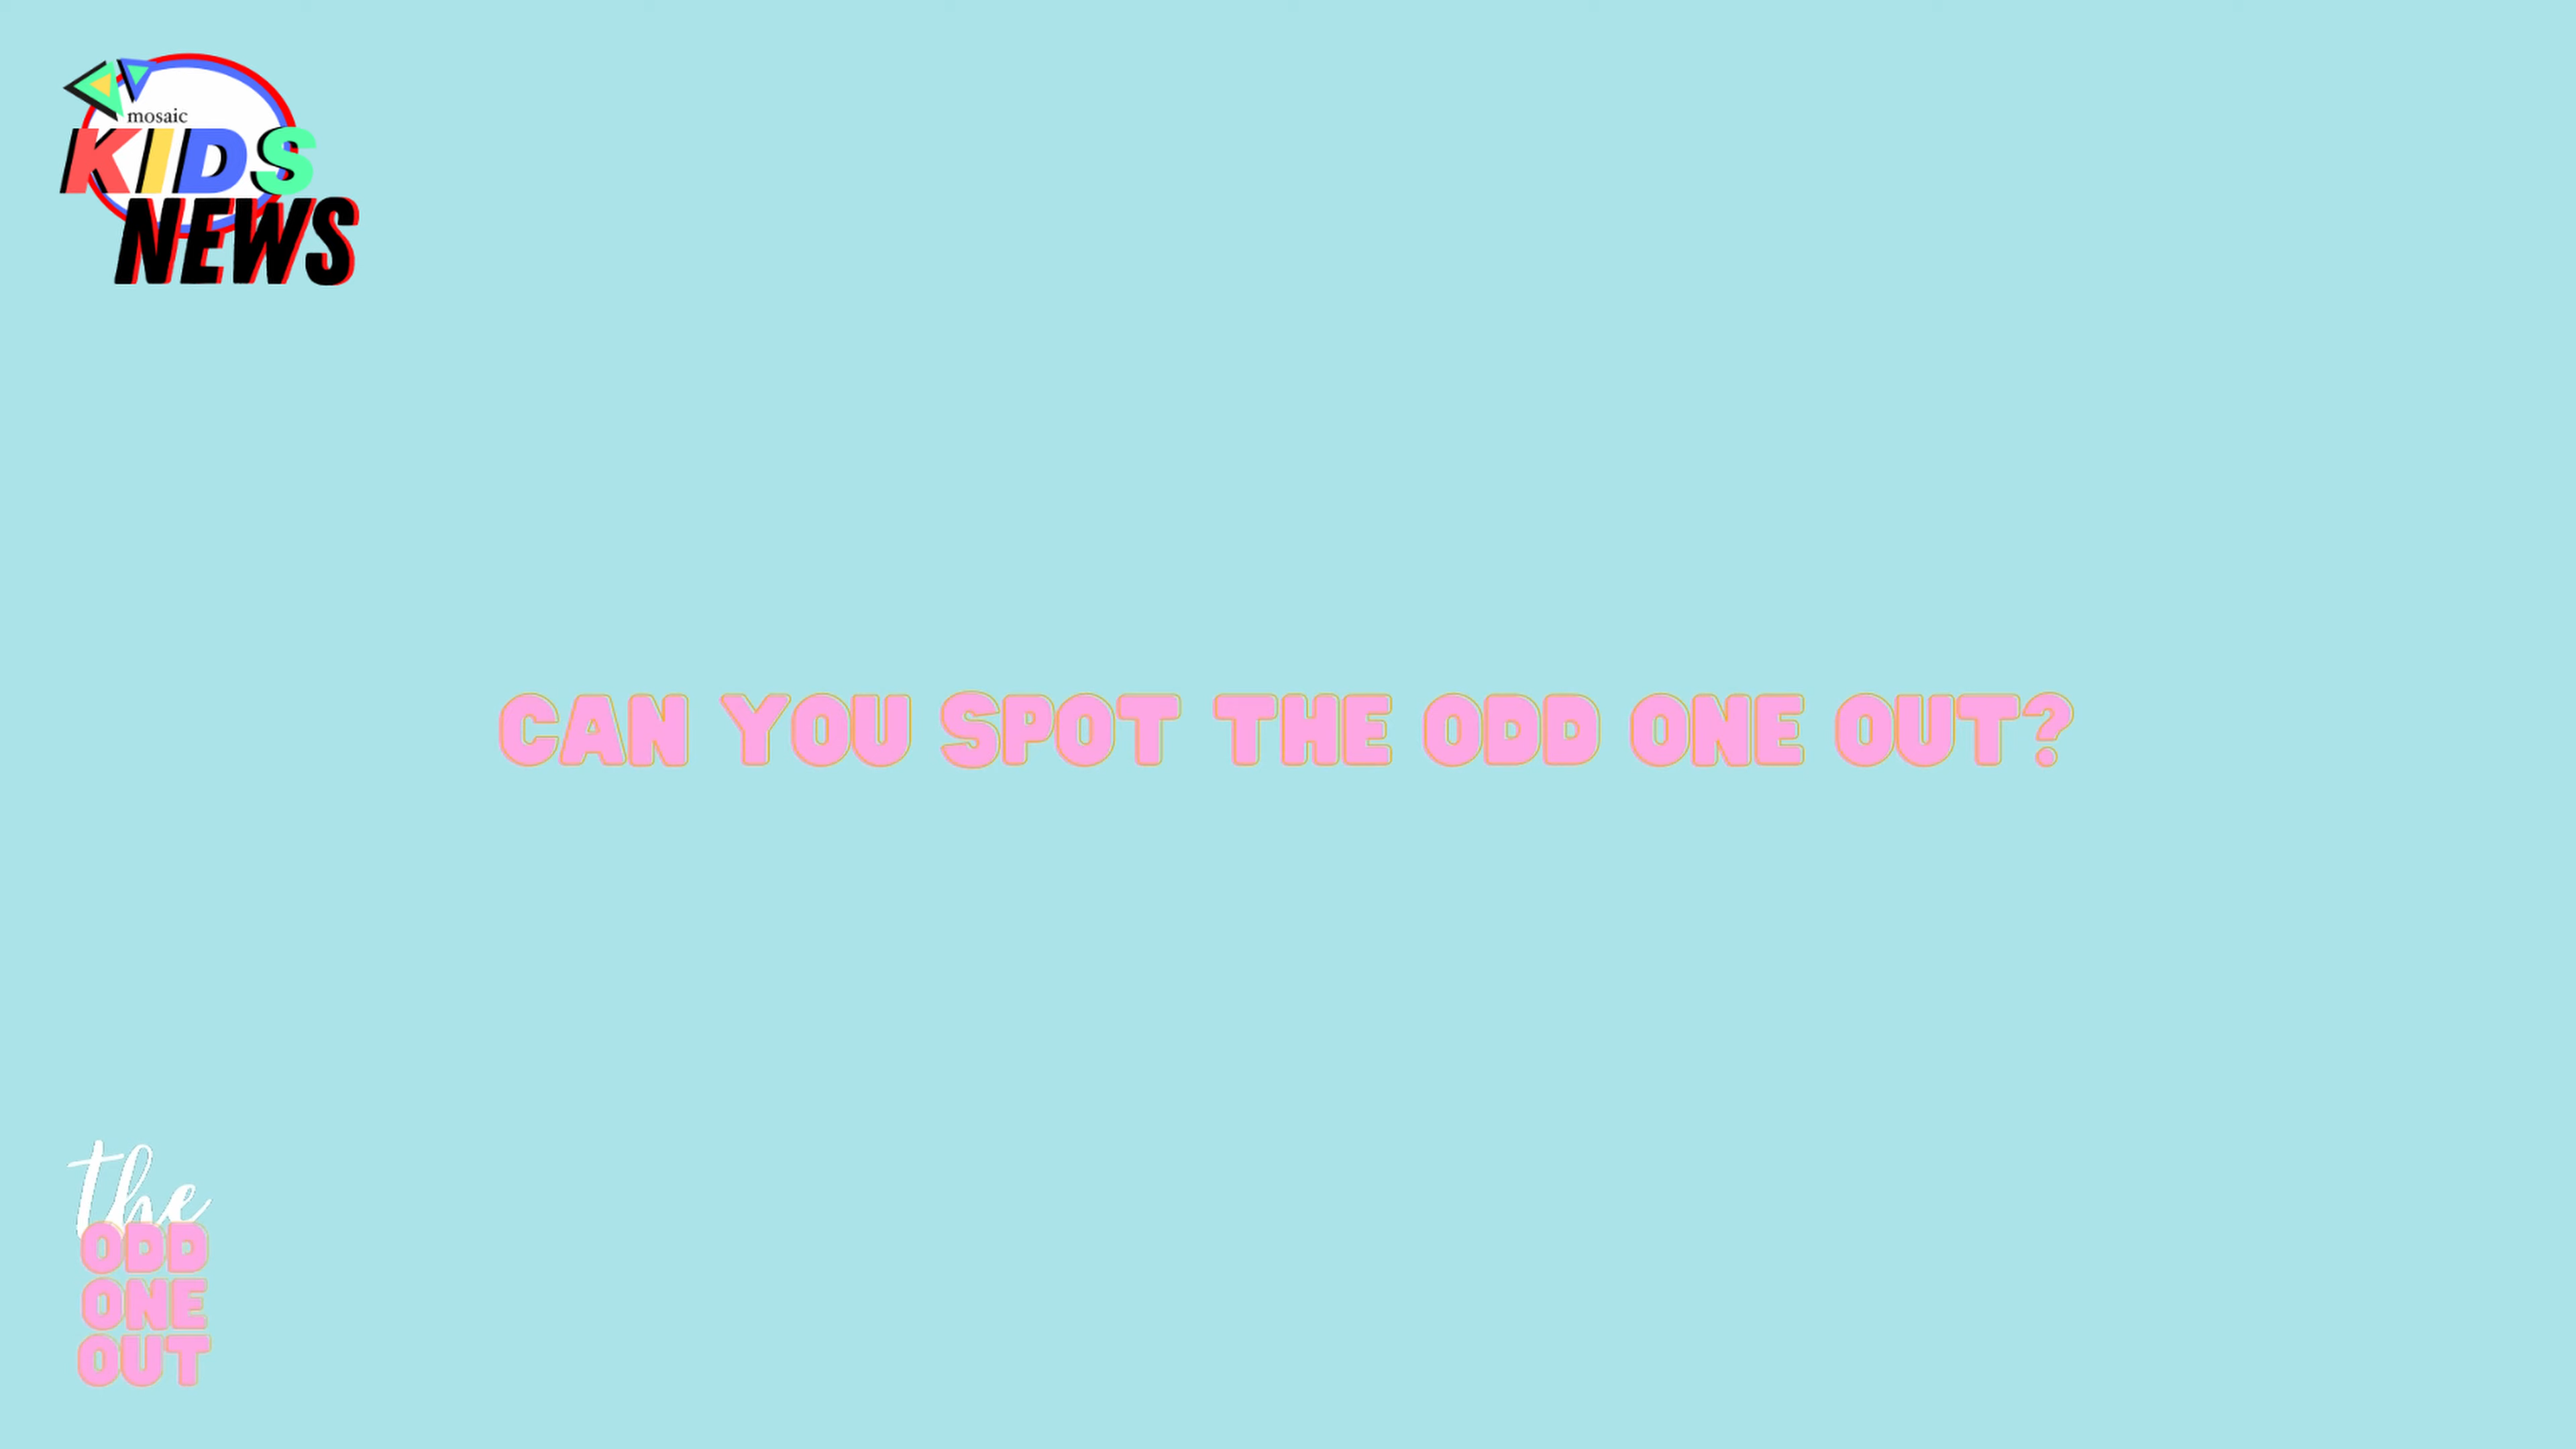 mosaic
KIDS
NEWS
CAN YOU SPOT THE ODD ONE OUT?
the
ODD
ONE
OUT